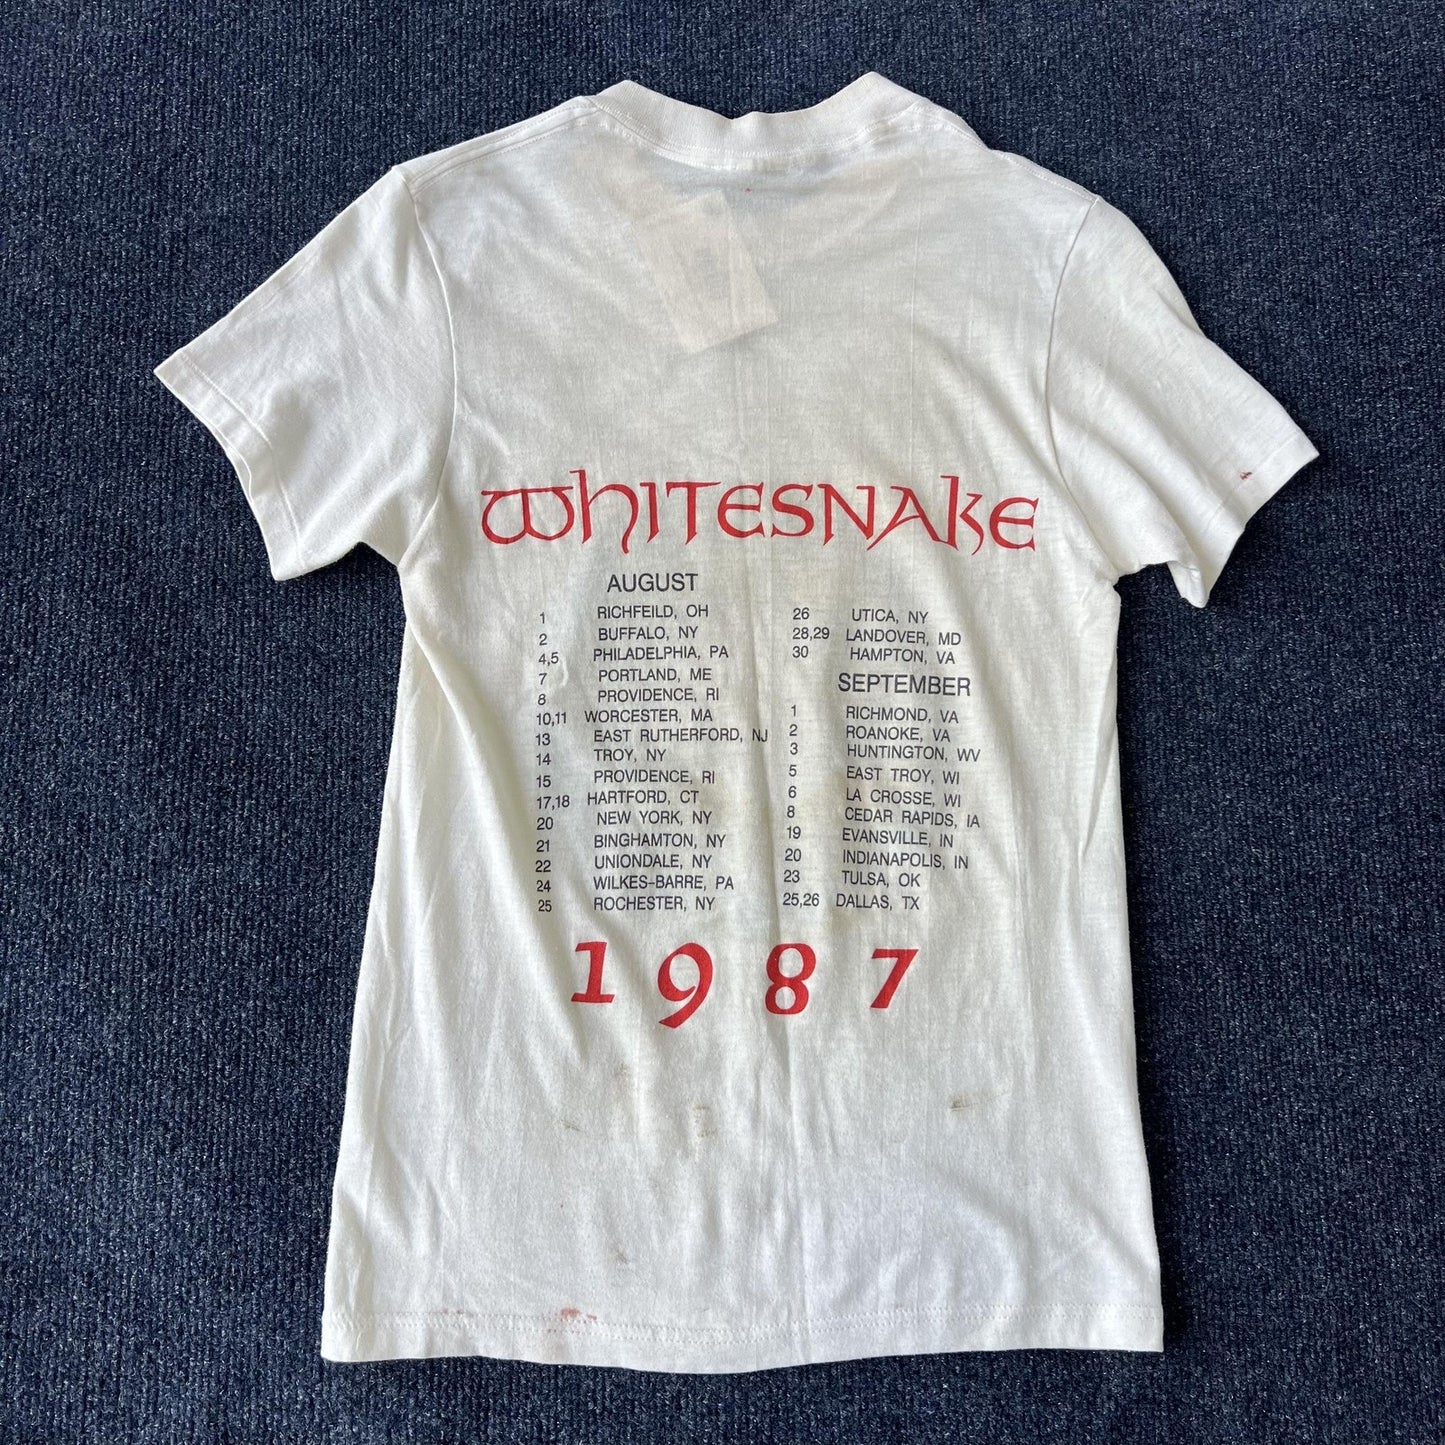 WHITESNAKE
AUGUST
1 RICHFEILD, OH
2 BUFFALO, NY
4,5 PHILADELPHIA, PA
7 PORTLAND, ME
8 PROVIDENCE, RI
10,11 WORCESTER, MA
13 EAST RUTHERFORD, NJ
14 TROY, NY
15 PROVIDENCE, RI
17,18 HARTFORD, CT
20 NEW YORK, NY
21 BINGHAMTON, NY
22 UNIONDALE, NY
24 WILKES-BARRE, PA
25 ROCHESTER, NY
26 UTICA, NY
28,29 LANDOVER, MD
30 HAMPTON, VA
SEPTEMBER
1 RICHMOND, VA
2 ROANOKE, VA
3 HUNTINGTON, WV
5 EAST TROY, WI
6 LA CROSSE, WI
8 CEDAR RAPIDS, IA
19 EVANSVILLE, IN
20 INDIANAPOLIS, IN
23 TULSA, OK
25,26 DALLAS, TX
1987